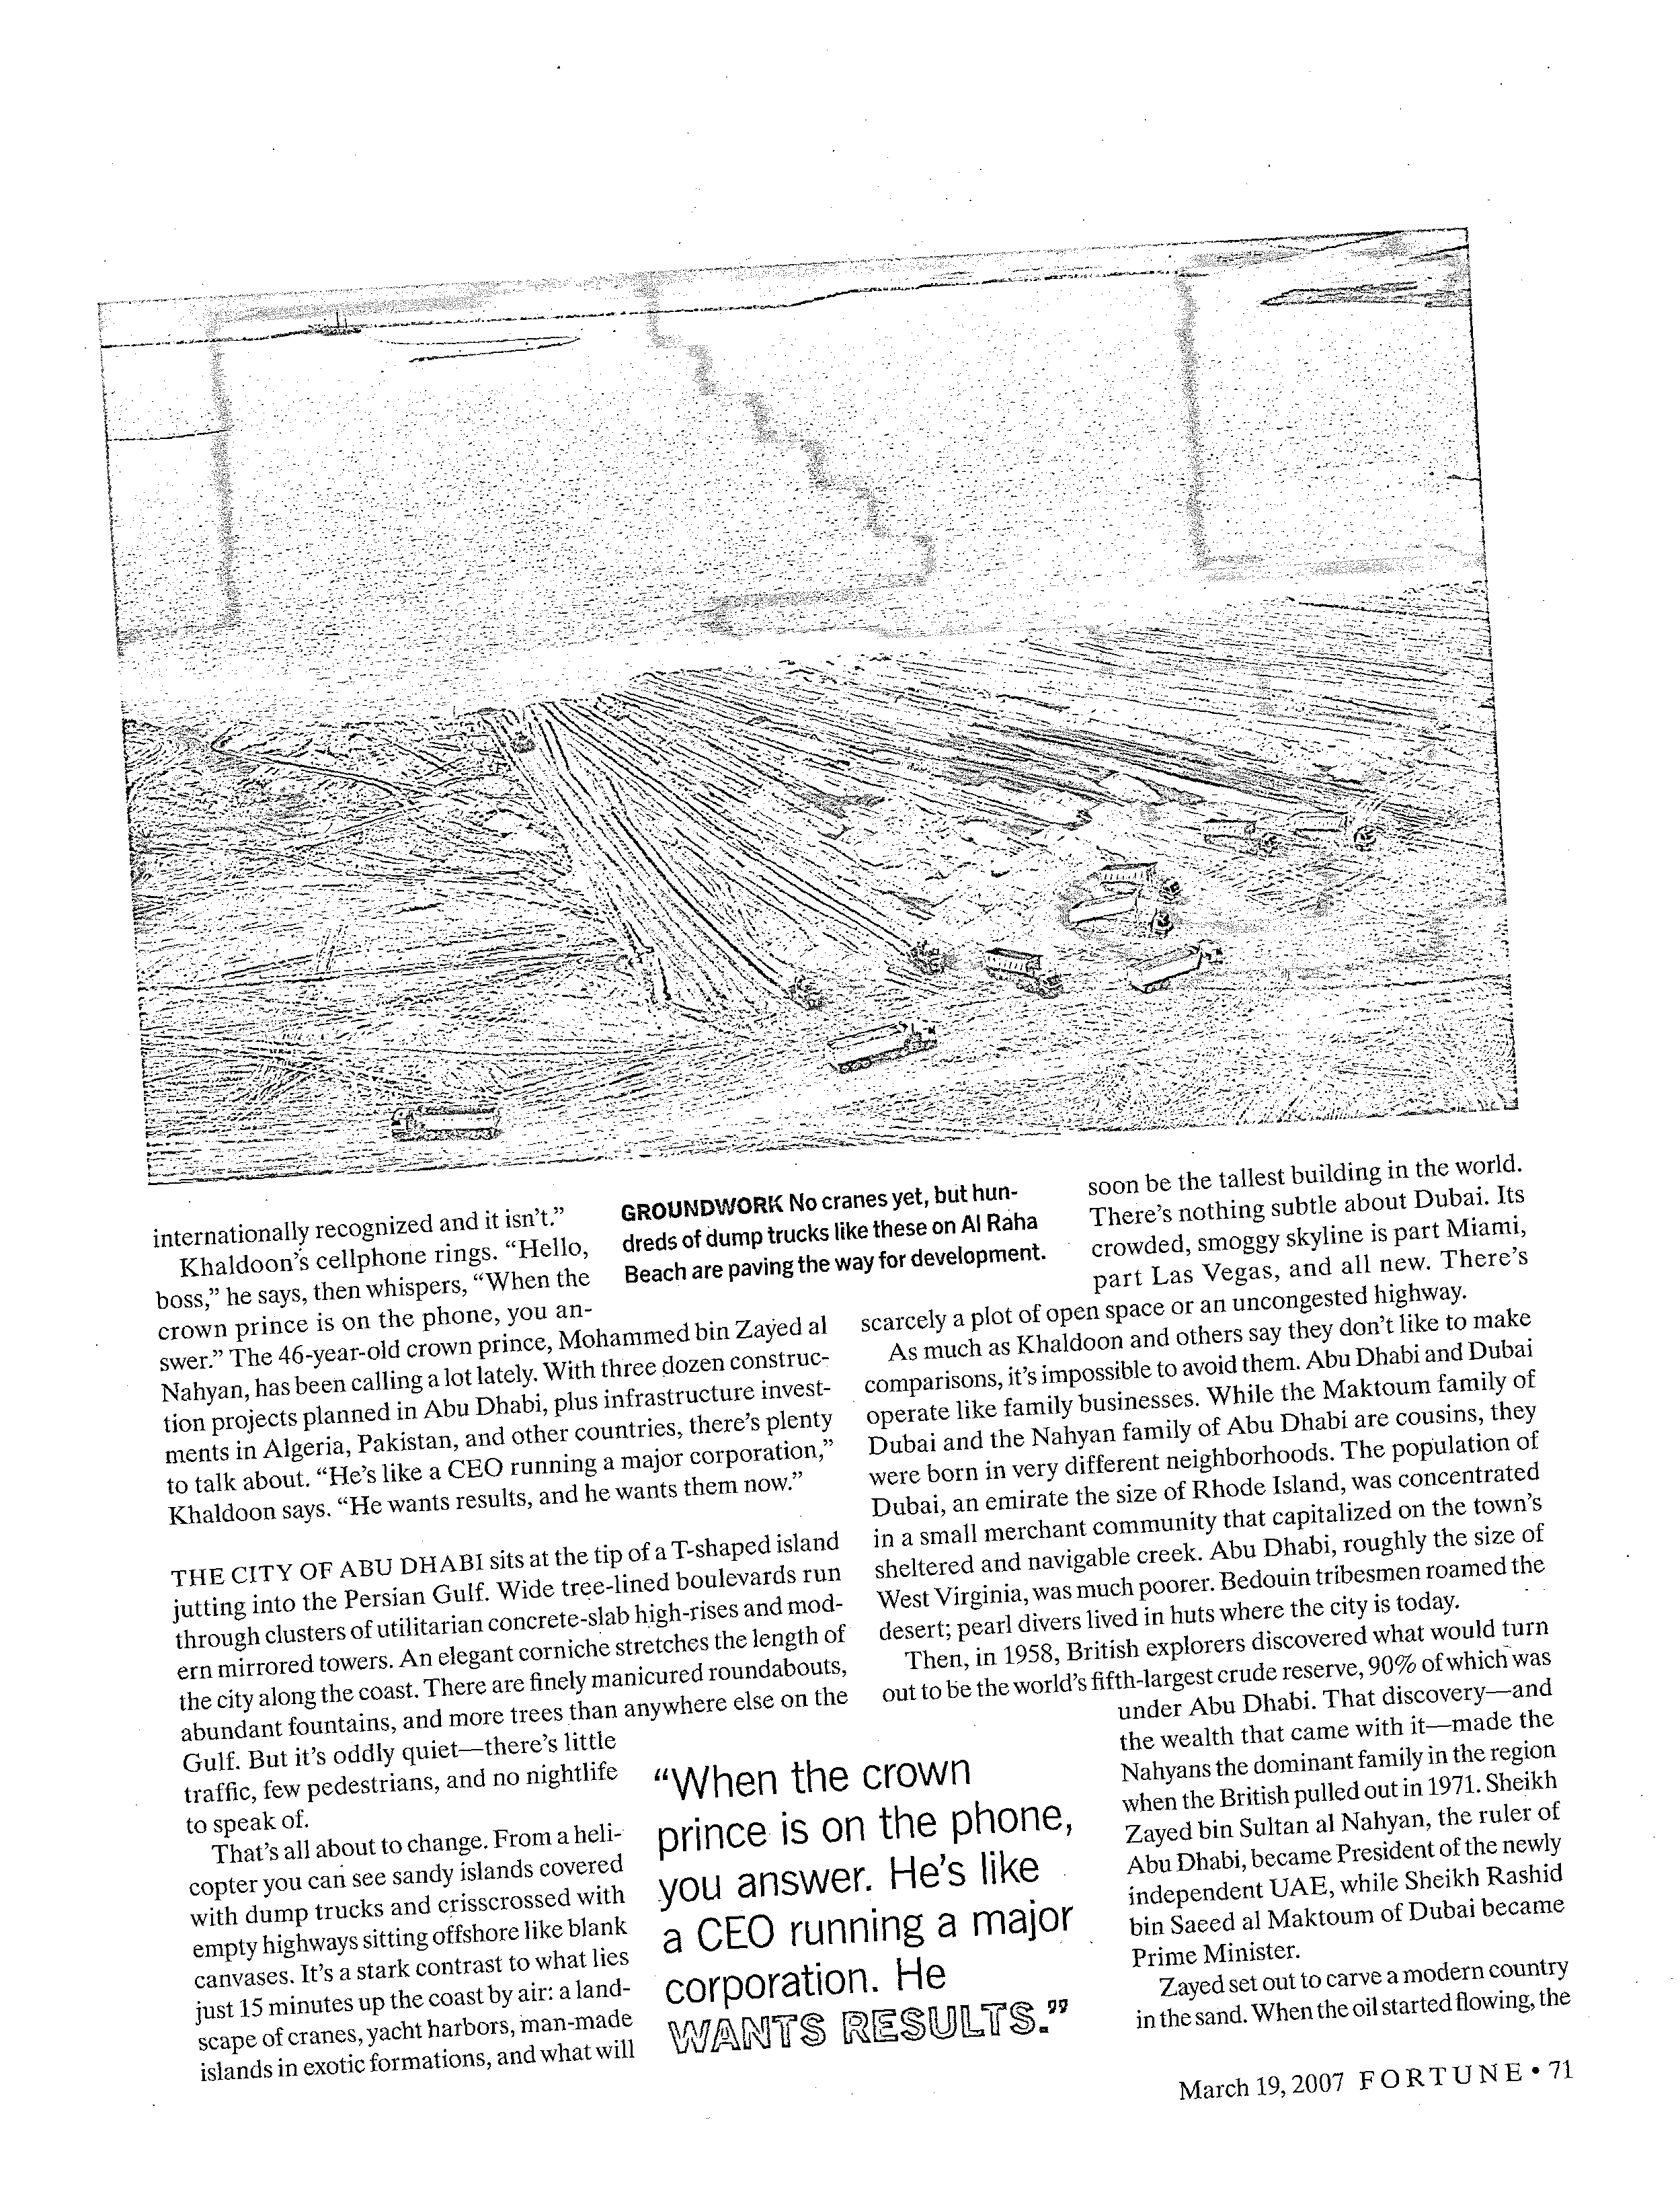 internationally recognized and it isn't."
Khaldoon's cellphone rings. "Hello,
boss," he says, then whispers, "When the
crown prince is on the phone, you an-
swer." The 46-year-old crown prince, Mohammed bin Zayed al
Nahyan, has been calling a lot lately. With three dozen construc-
tion projects planned in Abu Dhabi, plus infrastructure invest-
ments in Algeria, Pakistan, and other countries, there's plenty
to talk about. "He's like a CEO running a major corporation,"
Khaldoon says. "He wants results, and he wants them now."
THE CITY OF ABU DHABI sits at the tip of a T-shaped island
jutting into the Persian Gulf. Wide tree-lined boulevards run
through clusters of utilitarian concrete-slab high-rises and mod-
ern mirrored towers. An elegant corniche stretches the length of
the city along the coast. There are finely manicured roundabouts,
abundant fountains, and more trees than anywhere else on the
Gulf. But it's oddly quiet—there's little
traffic, few pedestrians, and no nightlife
to speak of.
That's all about to change. From a heli-
copter you can see sandy islands covered
with dump trucks and crisscrossed with
empty highways sitting offshore like blank
canvases. It's a stark contrast to what lies
just 15 minutes up the coast by air: a land-
scape of cranes, yacht harbors, man-made
islands in exotic formations, and what will
GROUNDWORK No cranes yet, but hun-
dreds of dump trucks like these on Al Raha
Beach are paving the way for development.
"When the crown
prince is on the phone,
you answer. He's like
a CEO running a major
corporation. He
WANTS RESULTS."
soon be the tallest building in the world.
There's nothing subtle about Dubai. Its
crowded, smoggy skyline is part Miami,
part Las Vegas, and all new. There's
scarcely a plot of open space or an uncongested highway.
As much as Khaldoon and others say they don't like to make
comparisons, it's impossible to avoid them. Abu Dhabi and Dubai
operate like family businesses. While the Maktoum family of
Dubai and the Nahyan family of Abu Dhabi are cousins, they
were born in very different neighborhoods. The population of
Dubai, an emirate the size of Rhode Island, was concentrated
in a small merchant community that capitalized on the town's
sheltered and navigable creek. Abu Dhabi, roughly the size of
West Virginia, was much poorer. Bedouin tribesmen roamed the
desert; pearl divers lived in huts where the city is today.
Then, in 1958, British explorers discovered what would turn
out to be the world's fifth-largest crude reserve, 90% of which was
under Abu Dhabi. That discovery—and
the wealth that came with it—made the
Nahyans the dominant family in the region
when the British pulled out in 1971. Sheikh
Zayed bin Sultan al Nahyan, the ruler of
Abu Dhabi, became President of the newly
independent UAE, while Sheikh Rashid
bin Saeed al Maktoum of Dubai became
Prime Minister.
Zayed set out to carve a modern country
in the sand. When the oil started flowing, the
March 19, 2007 FORTUNE • 71